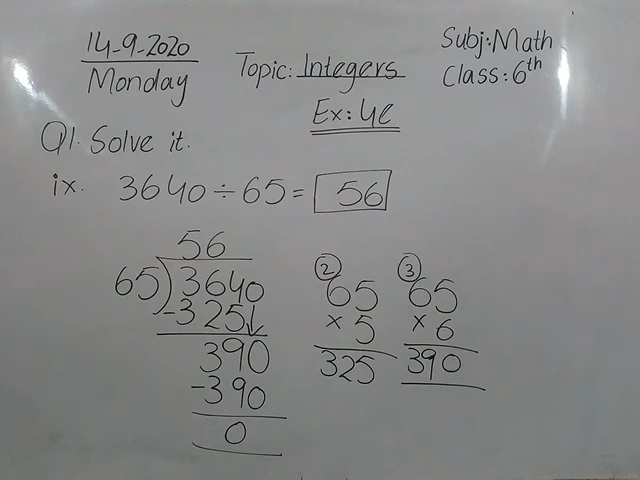 14-9-2020
Monday
Topic: Integers
Subj: Math
Class: 6th
Ex: 4C
Q1. Solve it.
ix. 3640 ÷ 65 = 56
56
65)3640
-325↓
390
-390
0
②
65
× 5
325
③
65
× 6
390